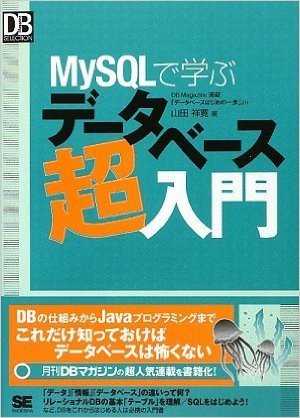 DB
SELECTION
MySQLで学ぶ
DB Magazine 連載
「データベースはじめの一歩」より
山田 祥寛 著
データベース
超入門
DBの仕組みからJavaプログラミングまで
これだけ知っておけば
データベースは怖くない
月刊DBマガジンの超人気連載を書籍化!
「データ」「情報」「データベース」の違いって何?
リレーショナルDBの基本「テーブル」を理解/SQLをはじめよう!
など、DBをこれからはじめる人は必携の入門書
SE
SHOEISHA